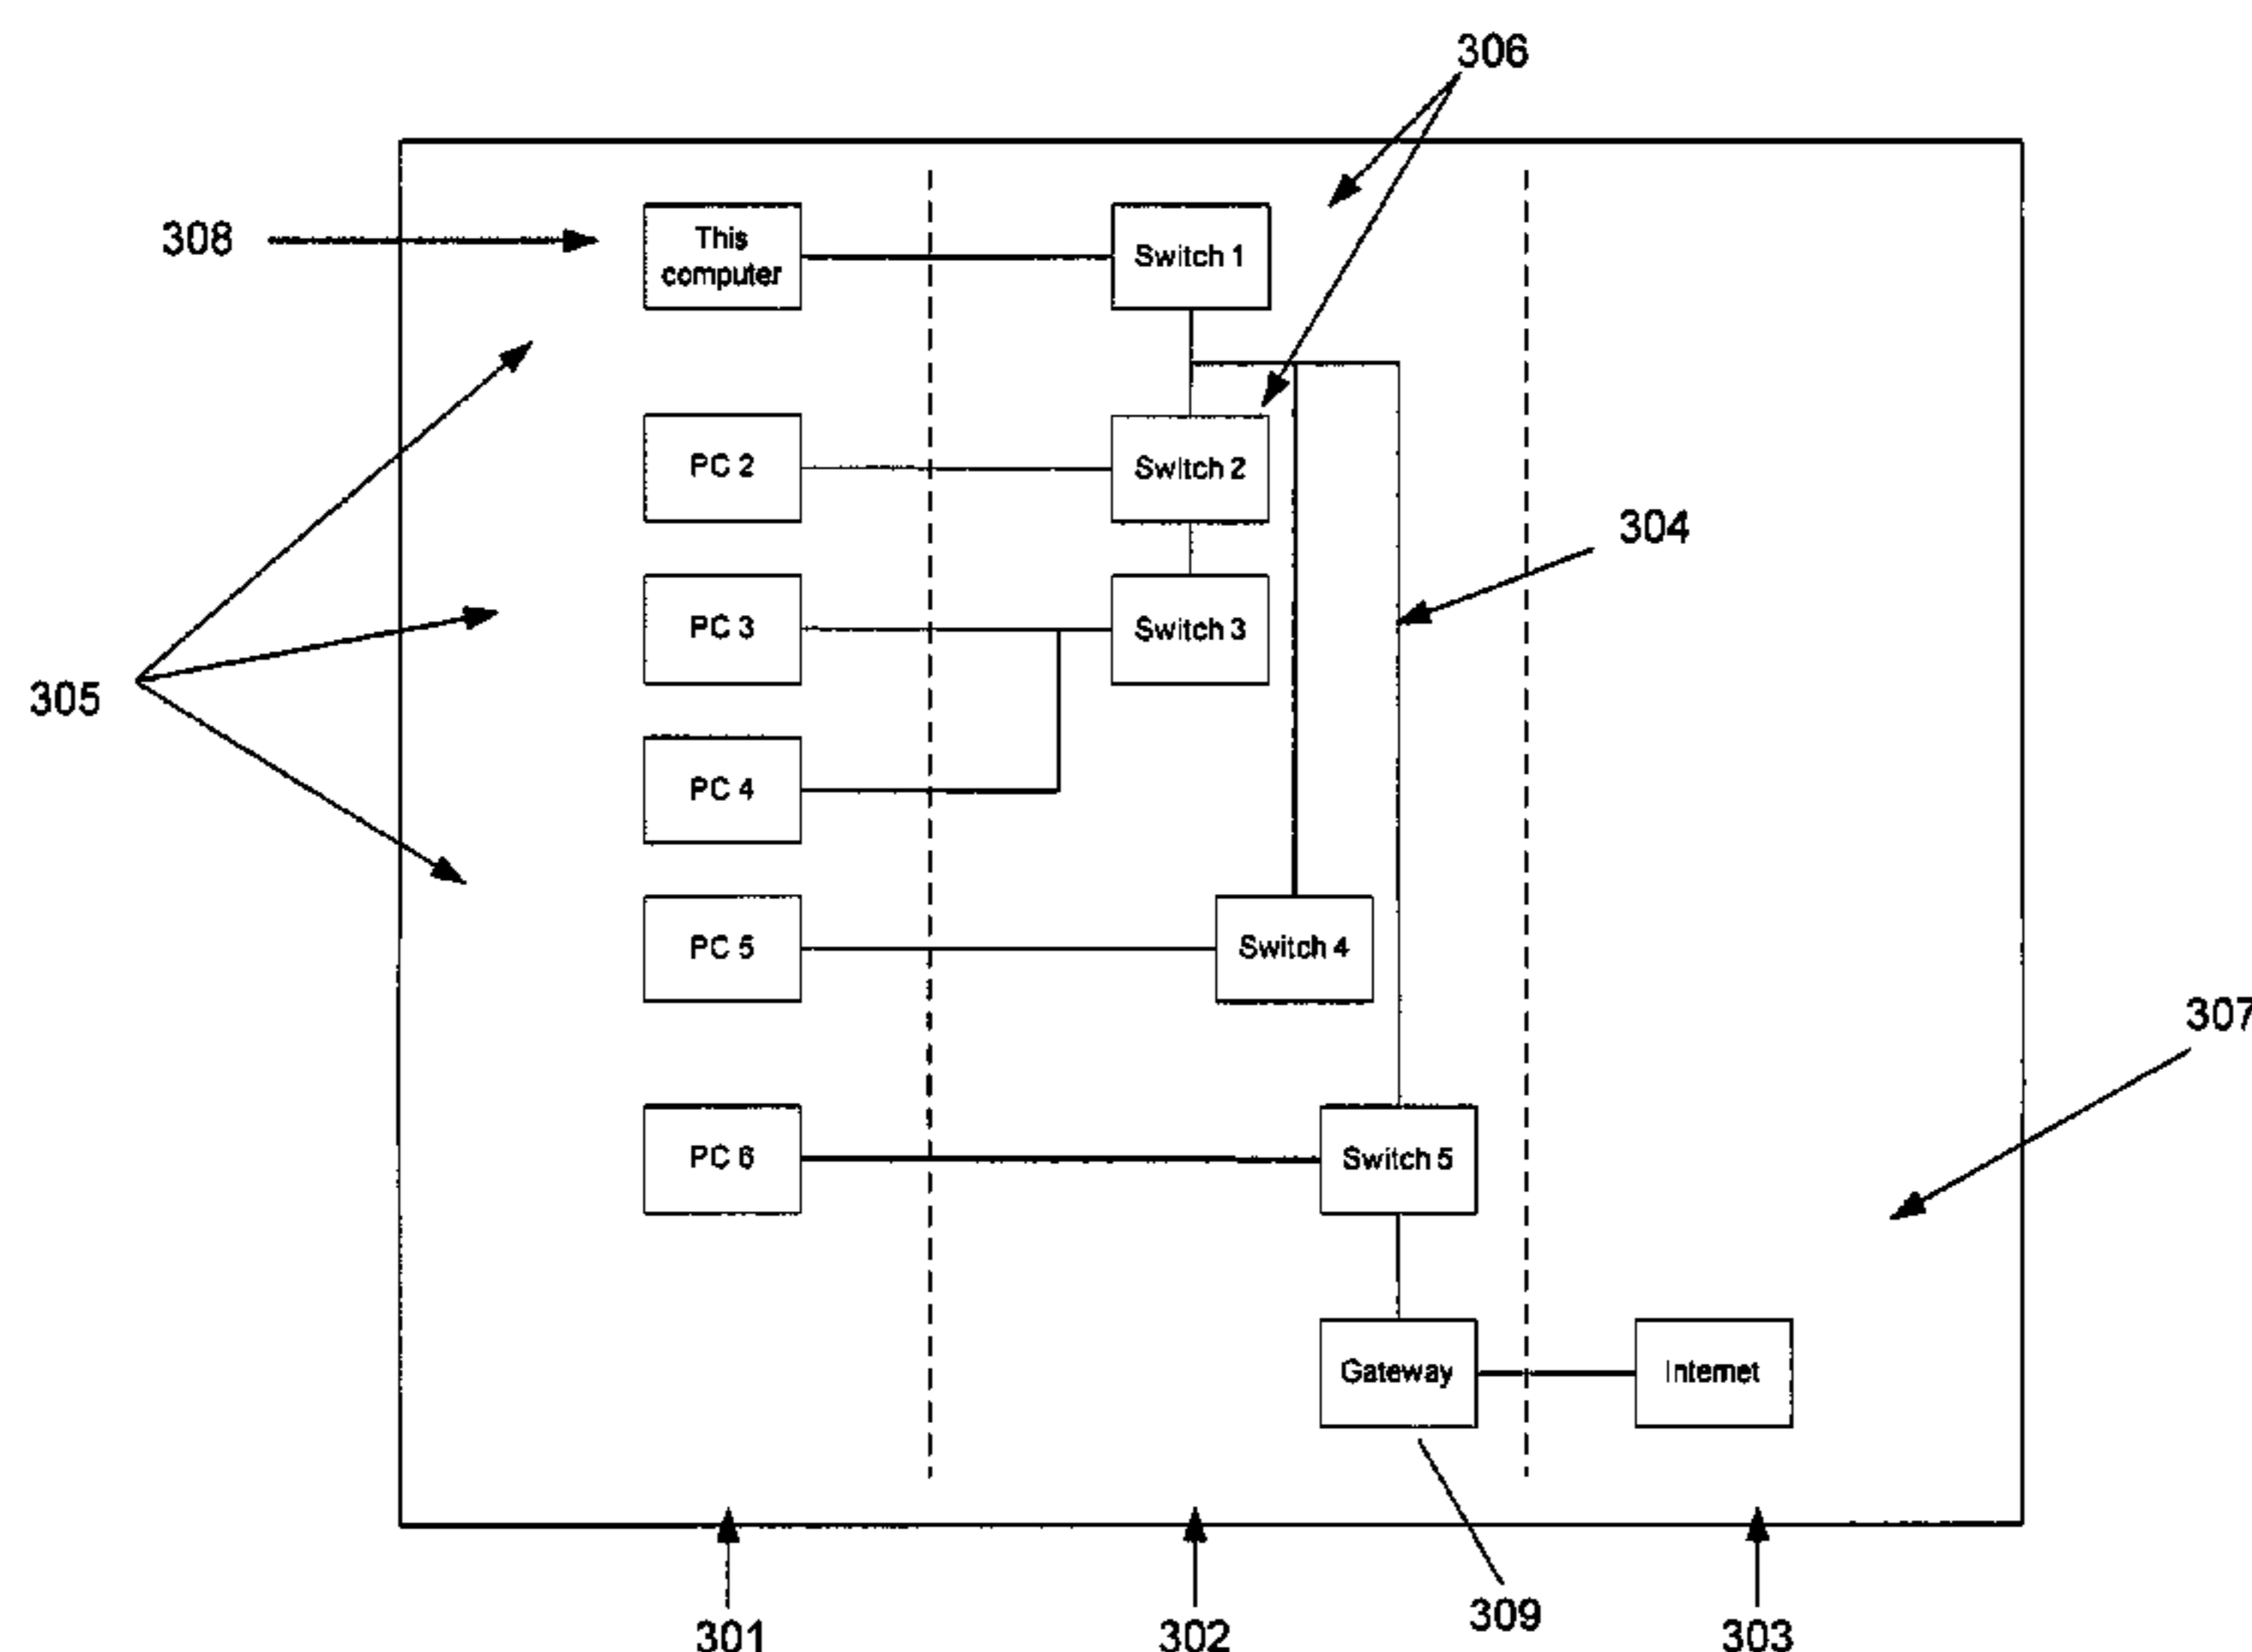 306
308
This
computer
Switch 1
PC 2
Switch 2
304
PC 3
Switch 3
305
PC 4
PC 5
Switch 4
307
PC 6
Switch 5
Gateway
Internet
309
301
302
303